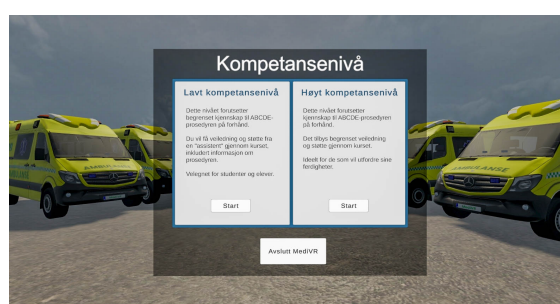 Kompetansenivå
Lavt kompetansenivå
Dette nivået forutsetter
begrenset kjennskap til ABCDE-
prosedyren på forhånd.
Du vil få veiledning og støtte fra
en "assistent" gjennom kurset,
inkludert informasjon om
prosedyren.
Velegnet for studenter og elever.
Start
Høyt kompetansenivå
Dette nivået forutsetter
kjennskap til ABCDE-prosedyren
på forhånd.
Det tilbys begrenset veiledning
og støtte gjennom kurset.
Ideelt for de som vil utfordre sine
ferdigheter.
Start
Avslutt MediVR
AMBULANSE
AMBULANSE